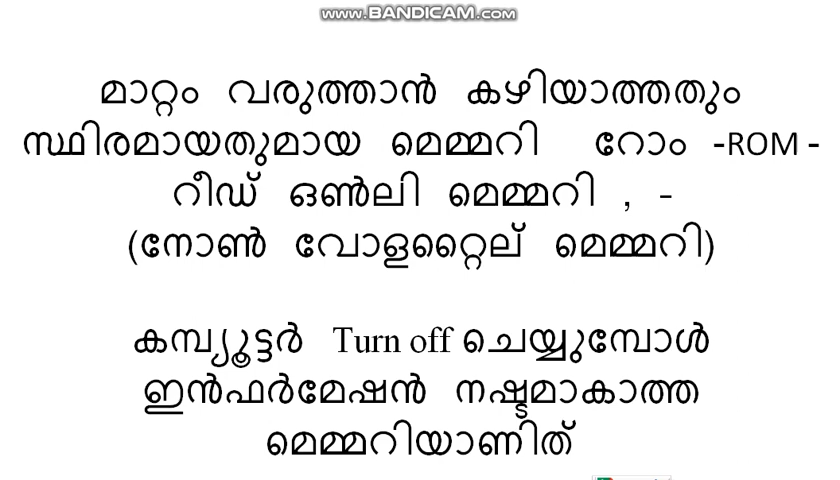 www.BANDICAM.com
മാറ്റം വരുത്താൻ കഴിയാത്തതും
സ്ഥിരമായതുമായ മെമ്മറി റോം -ROM -
റീഡ് ഒൺലി മെമ്മറി , -
(നോൺ വോളറ്റൈല് മെമ്മറി)
കമ്പ്യൂട്ടർ Turn off ചെയ്യുമ്പോൾ
ഇൻഫർമേഷൻ നഷ്ടമാകാത്ത
മെമ്മറിയാണിത്